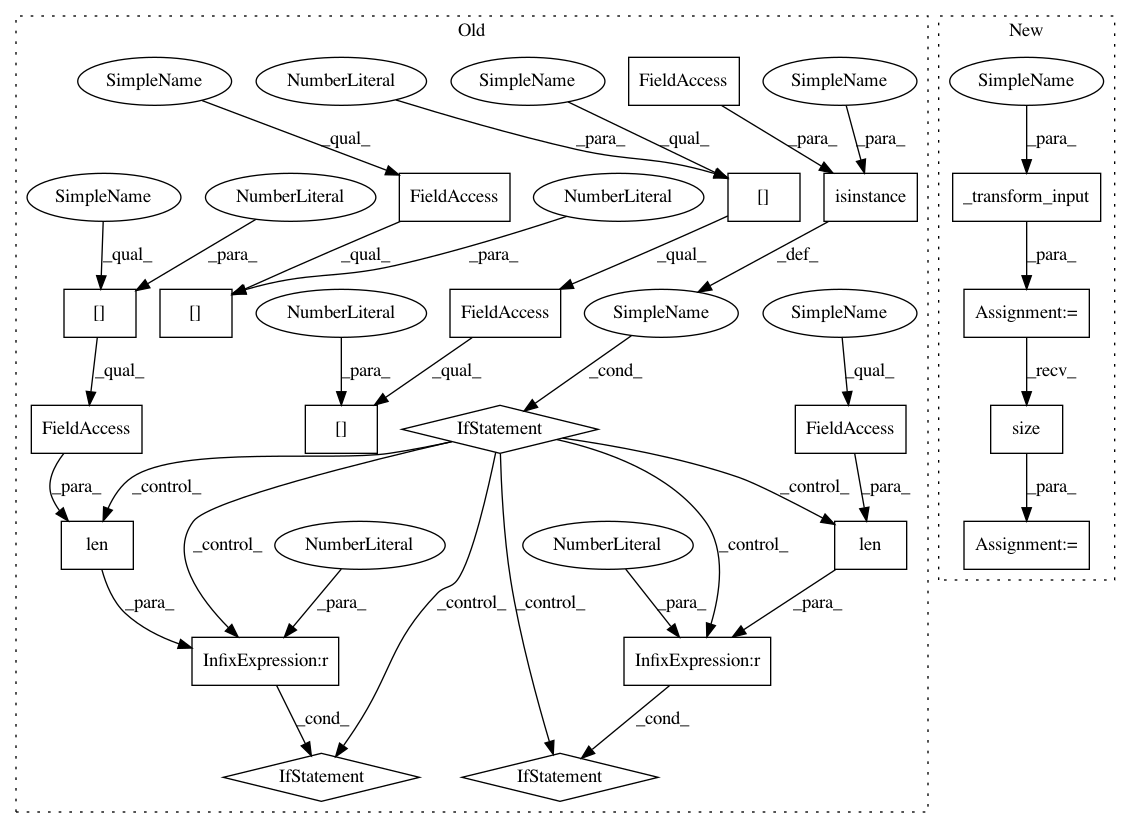 Old
New
SimpleName
NumberLiteral
SimpleName
FieldAccess
SimpleName
SimpleName
_qual_
_para_
_qual_
_para_
_para_
_para_
SimpleName
NumberLiteral
FieldAccess
NumberLiteral
[]
isinstance
_transform_input
_qual_
_para_
_qual_
_para_
_qual_
_def_
_para_
[]
[]
NumberLiteral
FieldAccess
SimpleName
SimpleName
Assignment:=
_qual_
_para_
_qual_
_cond_
_qual_
_recv_
FieldAccess
[]
IfStatement
FieldAccess
size
_para_
_control_
_control_
_para_
_para_
len
NumberLiteral
NumberLiteral
len
Assignment:=
_control_
_control_
_para_
_para_
_control_
_control_
_para_
_para_
InfixExpression:r
InfixExpression:r
_cond_
_cond_
IfStatement
IfStatement